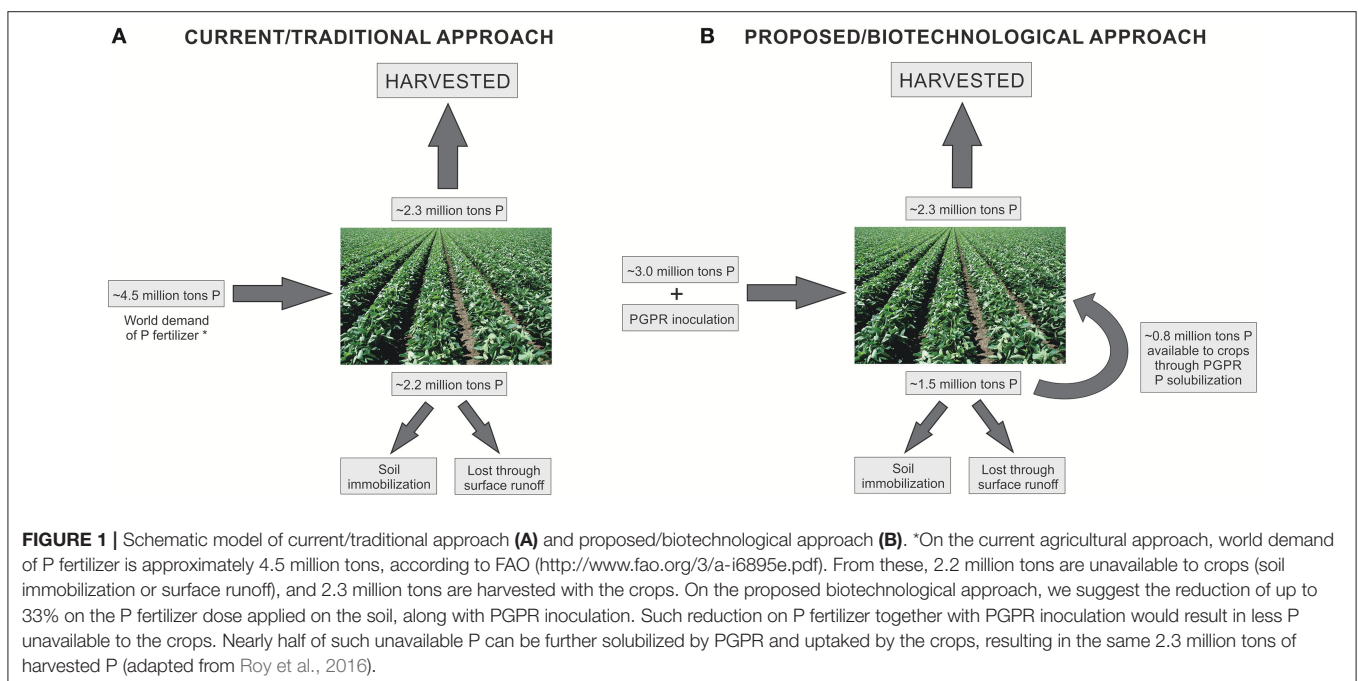 A CURRENT/TRADITIONAL APPROACH
HARVESTED
~2.3 million tons P
~4.5 million tons P
World demand
of P fertilizer *
~2.2 million tons P
Soil
immobilization
Lost through
surface runoff
B PROPOSED/BIOTECHNOLOGICAL APPROACH
HARVESTED
~2.3 million tons P
~3.0 million tons P
+
PGPR inoculation
~0.8 million tons P
available to crops
through PGPR
P solubilization
~1.5 million tons P
Soil
immobilization
Lost through
surface runoff
FIGURE 1 | Schematic model of current/traditional approach (A) and proposed/biotechnological approach (B). *On the current agricultural approach, world demand
of P fertilizer is approximately 4.5 million tons, according to FAO (http://www.fao.org/3/a-i6895e.pdf). From these, 2.2 million tons are unavailable to crops (soil
immobilization or surface runoff), and 2.3 million tons are harvested with the crops. On the proposed biotechnological approach, we suggest the reduction of up to
33% on the P fertilizer dose applied on the soil, along with PGPR inoculation. Such reduction on P fertilizer together with PGPR inoculation would result in less P
unavailable to the crops. Nearly half of such unavailable P can be further solubilized by PGPR and uptaked by the crops, resulting in the same 2.3 million tons of
harvested P (adapted from Roy et al., 2016).